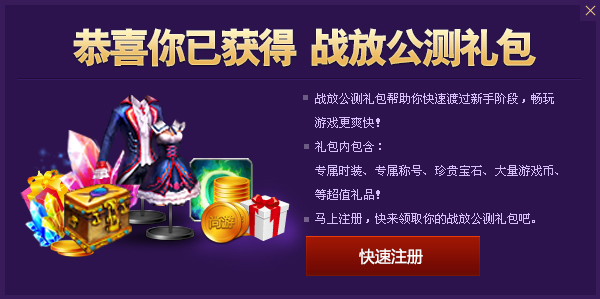 恭喜你已获得 战放公测礼包
战放公测礼包帮助你快速渡过新手阶段，畅玩
游戏更爽快！
礼包内包含：
专属时装、专属称号、珍贵宝石、大量游戏币、
等超值礼品！
马上注册，快来领取你的战放公测礼包吧。
尚游
快速注册